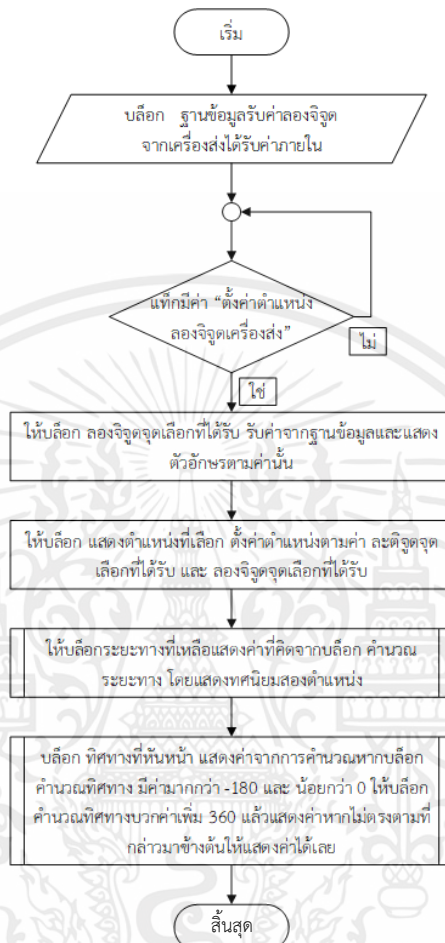 เริ่ม
บล็อก ฐานข้อมูลรับค่าลองจิจูด
จากเครื่องส่งได้รับค่าภายใน
แท็กมีค่า “ตั้งค่าตำแหน่ง
ลองจิจูดเครื่องส่ง”
ไม่
ใช่
ให้บล็อก ลองจิจูดจุดเลือกที่ได้รับ รับค่าจากฐานข้อมูลและแสดง
ตัวอักษรตามค่านั้น
ให้บล็อก แสดงตำแหน่งที่เลือก ตั้งค่าตำแหน่งตามค่า ละติจูดจุด
เลือกที่ได้รับ และ ลองจิจูดจุดเลือกที่ได้รับ
ให้บล็อกระยะทางที่เหลือแสดงค่าที่คิดจากบล็อก คำนวณ
ระยะทาง โดยแสดงทศนิยมสองตำแหน่ง
บล็อก ทิศทางที่หันหน้า แสดงค่าจากการคำนวณหากบล็อก
คำนวณทิศทาง มีค่ามากกว่า -180 และ น้อยกว่า 0 ให้บล็อก
คำนวณทิศทางบวกค่าเพิ่ม 360 แล้วแสดงค่าหากไม่ตรงตามที่
กล่าวมาข้างต้นให้แสดงค่าได้เลย
สิ้นสุด